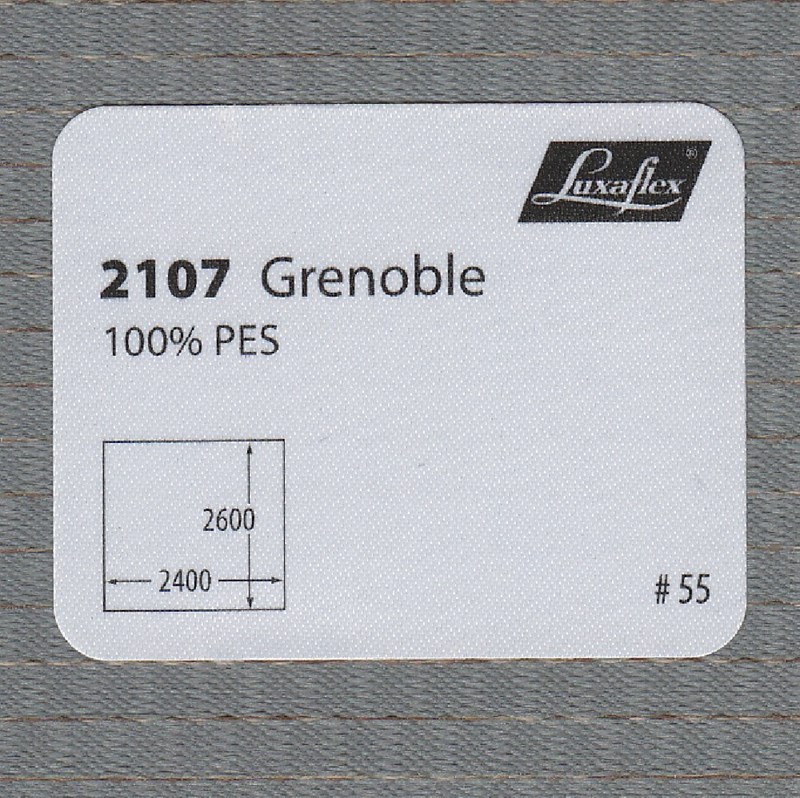 Luxaflex®
2107 Grenoble
100% PES
2600
2400
# 55